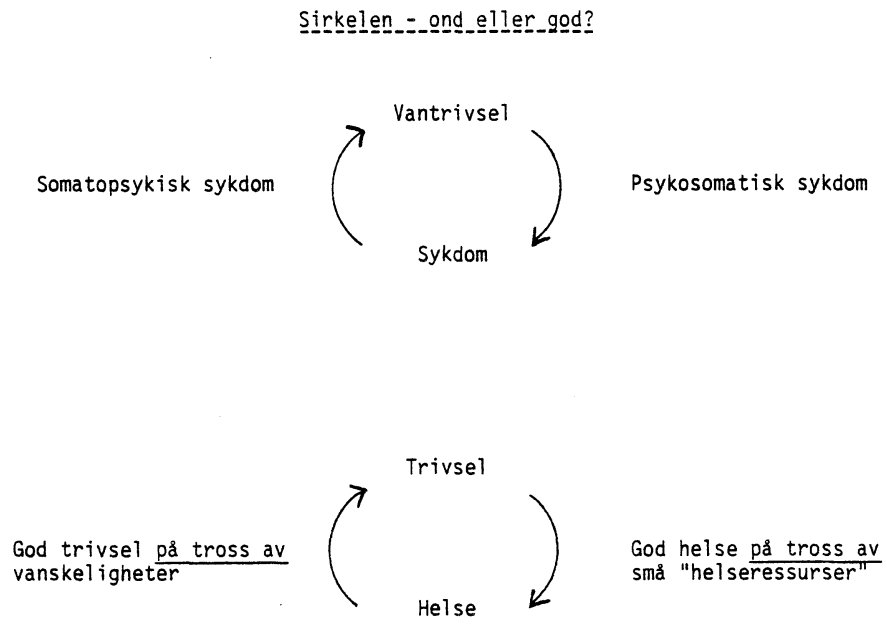 Sirkelen - ond eller god?
Vantrivsel
Somatopsykisk sykdom
Psykosomatisk sykdom
Sykdom
Trivsel
God trivsel på tross av
vanskeligheter
God helse på tross av
små "helseressurser"
Helse